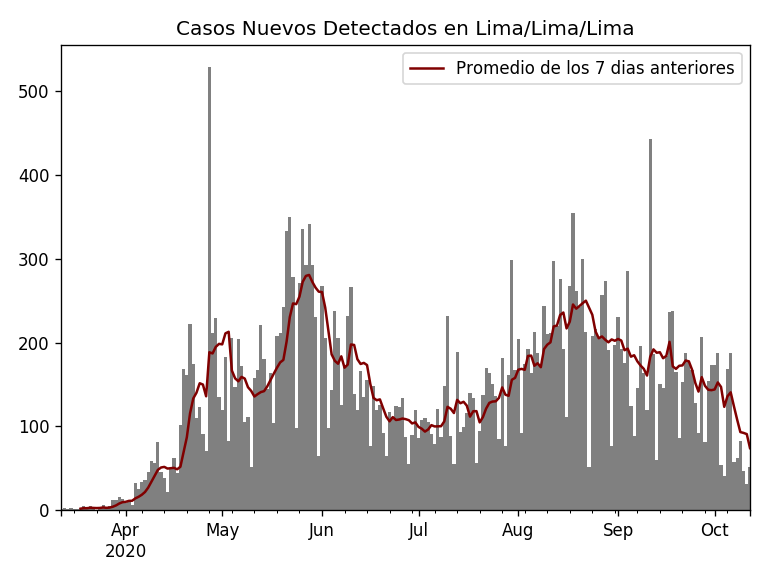 Casos Nuevos Detectados en Lima/Lima/Lima
Promedio de los 7 dias anteriores
500
400
300
200
100
0
Apr May Jun Jul Aug Sep Oct
2020